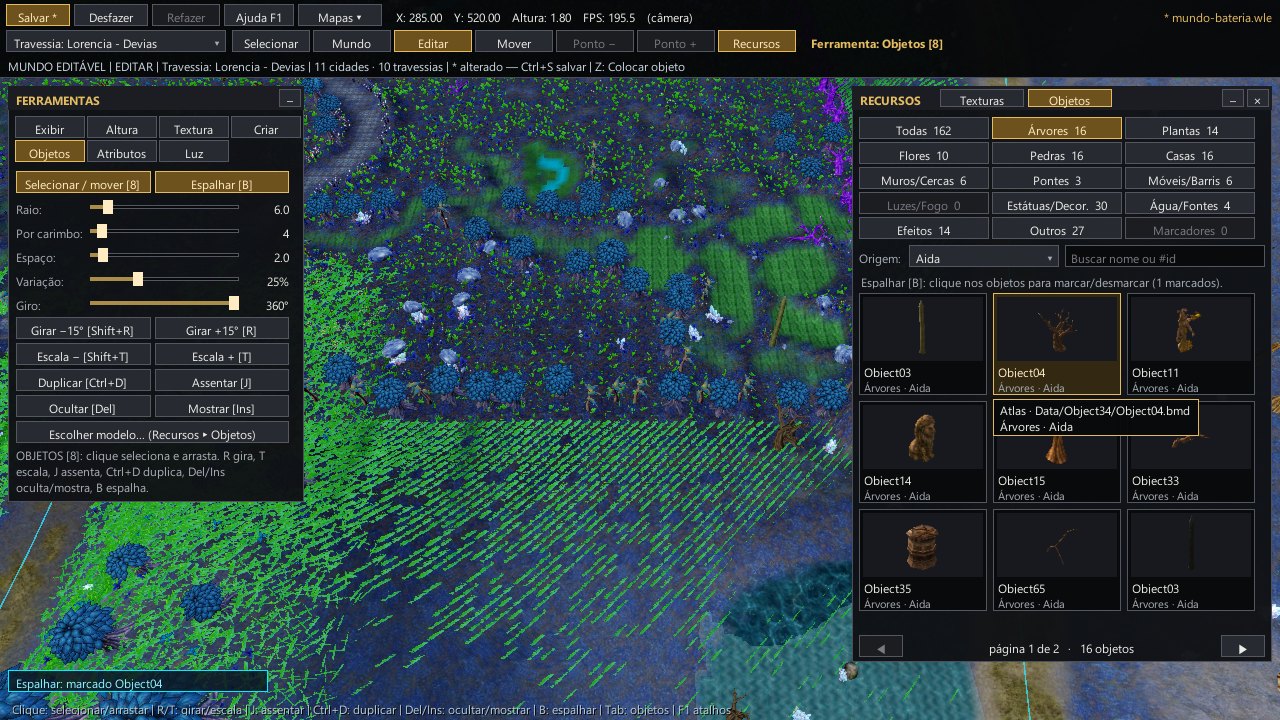 Salvar * Desfazer Refazer Ajuda F1 Mapas ▾ X: 285.00 Y: 520.00 Altura: 1.80 FPS: 195.5 (câmera) * mundo-bateria.wle
Travessia: Lorencia - Devias ▾ Selecionar Mundo Editar Mover Ponto − Ponto + Recursos Ferramenta: Objetos [8]
MUNDO EDITÁVEL | EDITAR | Travessia: Lorencia - Devias | 11 cidades · 10 travessias | * alterado — Ctrl+S salvar | Z: Colocar objeto
FERRAMENTAS –
Exibir Altura Textura Criar
Objetos Atributos Luz
Selecionar / mover [8] Espalhar [B]
Raio: 6.0
Por carimbo: 4
Espaço: 2.0
Variação: 25%
Giro: 360°
Girar −15° [Shift+R] Girar +15° [R]
Escala − [Shift+T] Escala + [T]
Duplicar [Ctrl+D] Assentar [J]
Ocultar [Del] Mostrar [Ins]
Escolher modelo... (Recursos ▸ Objetos)
OBJETOS [8]: clique seleciona e arrasta. R gira, T
escala, J assenta, Ctrl+D duplica, Del/Ins
oculta/mostra, B espalha.
RECURSOS Texturas Objetos – ×
Todas 162 Árvores 16 Plantas 14
Flores 10 Pedras 16 Casas 16
Muros/Cercas 6 Pontes 3 Móveis/Barris 6
Luzes/Fogo 0 Estátuas/Decor. 30 Água/Fontes 4
Efeitos 14 Outros 27 Marcadores 0
Origem: Aida ▾ Buscar nome ou #id
Espalhar [B]: clique nos objetos para marcar/desmarcar (1 marcados).
Object03 Object04 Object11
Árvores · Aida Árvores · Aida Árvores · Aida
Atlas · Data/Object34/Object04.bmd
Árvores · Aida
Object14 Object15 Object33
Árvores · Aida Árvores · Aida Árvores · Aida
Object35 Object65 Object03
Árvores · Aida Árvores · Aida Árvores · Aida
◀ página 1 de 2 · 16 objetos ▶
Espalhar: marcado Object04
Clique: selecionar/arrastar | R/T: girar/escala | J: assentar | Ctrl+D: duplicar | Del/Ins: ocultar/mostrar | B: espalhar | Tab: objetos | F1 atalhos